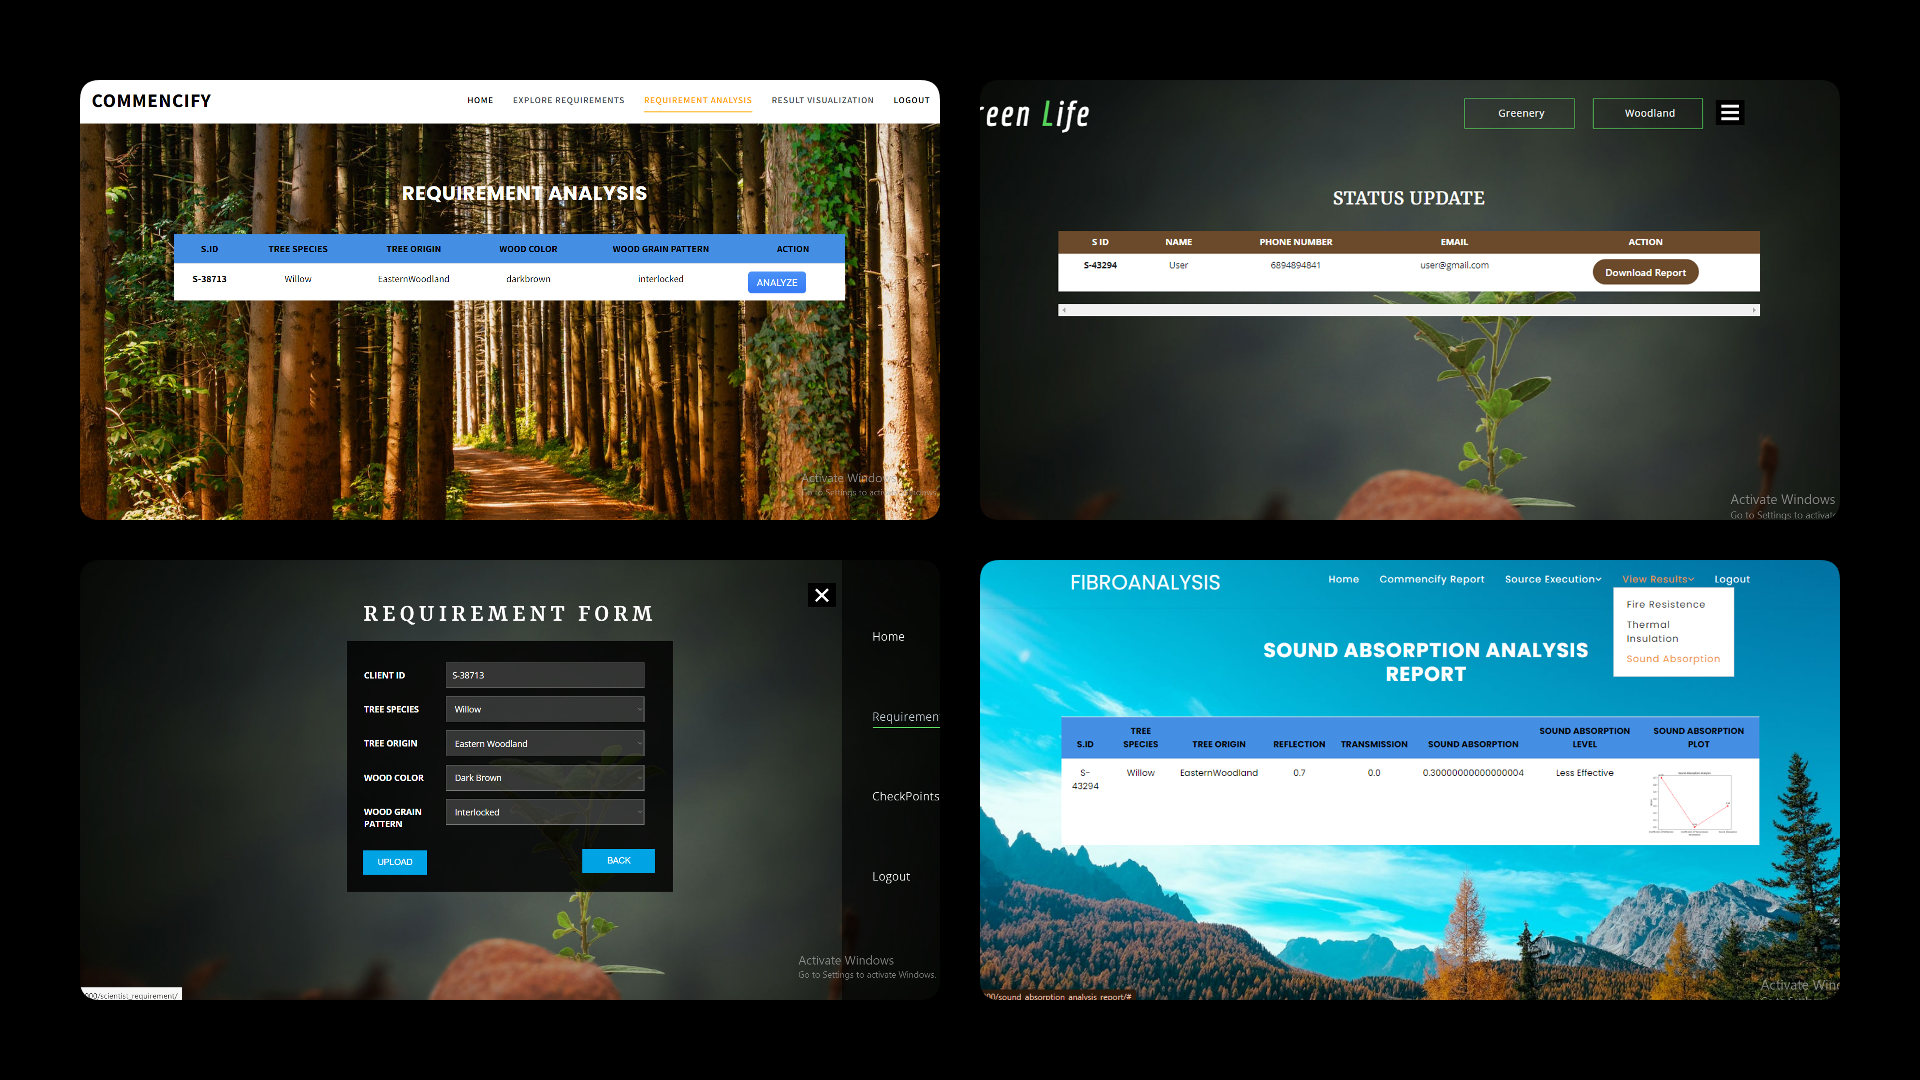 COMMENCIFY
HOME EXPLORE REQUIREMENTS REQUIREMENT ANALYSIS RESULT VISUALIZATION LOGOUT
REQUIREMENT ANALYSIS
S.ID TREE SPECIES TREE ORIGIN WOOD COLOR WOOD GRAIN PATTERN ACTION
S-38713 Willow EasternWoodland darkbrown interlocked ANALYZE
Activate Windows
Go to Settings to activate Windows.
reen Life
Greenery Woodland
STATUS UPDATE
S ID NAME PHONE NUMBER EMAIL ACTION
S-43294 User 6894894841 user@gmail.com Download Report
Activate Windows
Go to Settings to activate
REQUIREMENT FORM
CLIENT ID S-38713
TREE SPECIES Willow
TREE ORIGIN Eastern Woodland
WOOD COLOR Dark Brown
WOOD GRAIN
PATTERN
Interlocked
UPLOAD BACK
Home
Requiremen
CheckPoints
Logout
Activate Windows
Go to Settings to activate Windows.
000/scientist_requirement/
FIBROANALYSIS
Home Commencify Report Source Execution View Results Logout
Fire Resistence
Thermal
Insulation
Sound Absorption
SOUND ABSORPTION ANALYSIS
REPORT
S.ID TREE SPECIES TREE ORIGIN REFLECTION TRANSMISSION SOUND ABSORPTION SOUND ABSORPTION LEVEL SOUND ABSORPTION PLOT
S-43294 Willow EasternWoodland 0.7 0.0 0.30000000000000004 Less Effective
Activate Win
00/sound_absorption_analysis_report/#